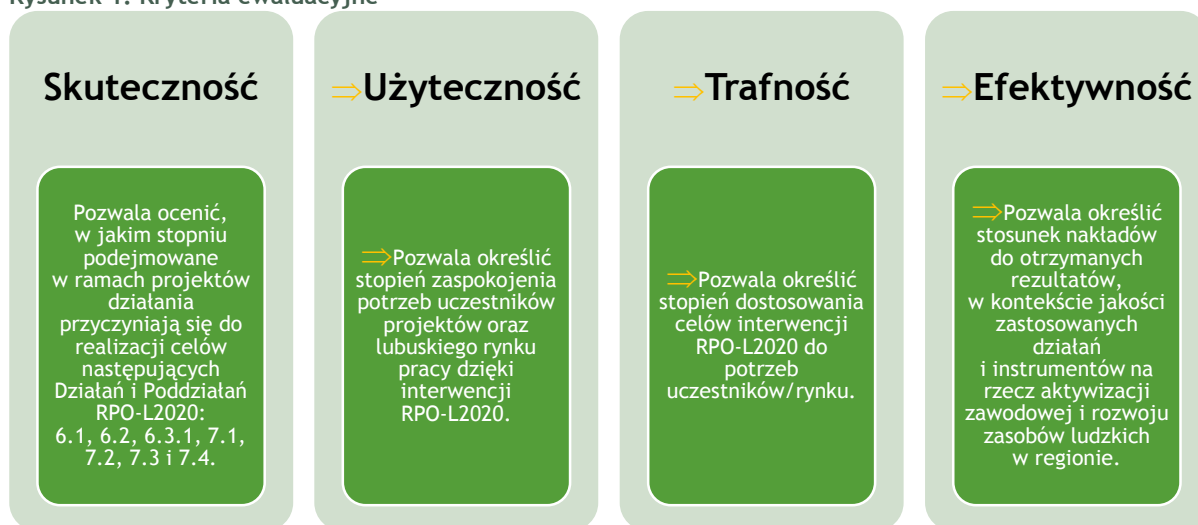 Rysunek 1. Kryteria ewaluacyjne
Skuteczność
Pozwala ocenić,
w jakim stopniu
podejmowane
w ramach projektów
działania
przyczyniają się do
realizacji celów
następujących
Działań i Poddziałań
RPO-L2020:
6.1, 6.2, 6.3.1, 7.1,
7.2, 7.3 i 7.4.
⇒Użyteczność
⇒Pozwala określić
stopień zaspokojenia
potrzeb uczestników
projektów oraz
lubuskiego rynku
pracy dzięki
interwencji
RPO-L2020.
⇒Trafność
⇒Pozwala określić
stopień dostosowania
celów interwencji
RPO-L2020 do
potrzeb
uczestników/rynku.
⇒Efektywność
⇒Pozwala określić
stosunek nakładów
do otrzymanych
rezultatów,
w kontekście jakości
zastosowanych
działań
i instrumentów na
rzecz aktywizacji
zawodowej i rozwoju
zasobów ludzkich
w regionie.